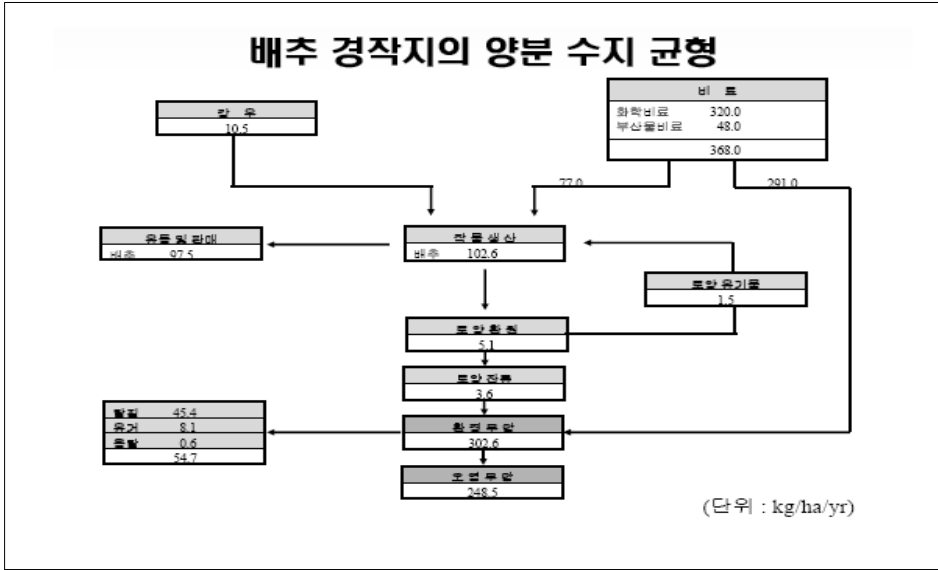 배추 경작지의 양분 수지 균형
비 료
화학비료 320.0
부산물비료 48.0
368.0
강 우
10.5
77.0
291.0
유통 및 판매
배추 97.5
작 물 생 산
배추 102.6
토양 유기물
1.5
토 양 환 원
5.1
토양 잔류
3.6
탈질 45.4
유거 8.1
용탈 0.6
54.7
환 경 부 담
302.6
오 염 부 담
248.5
(단위 : kg/ha/yr)